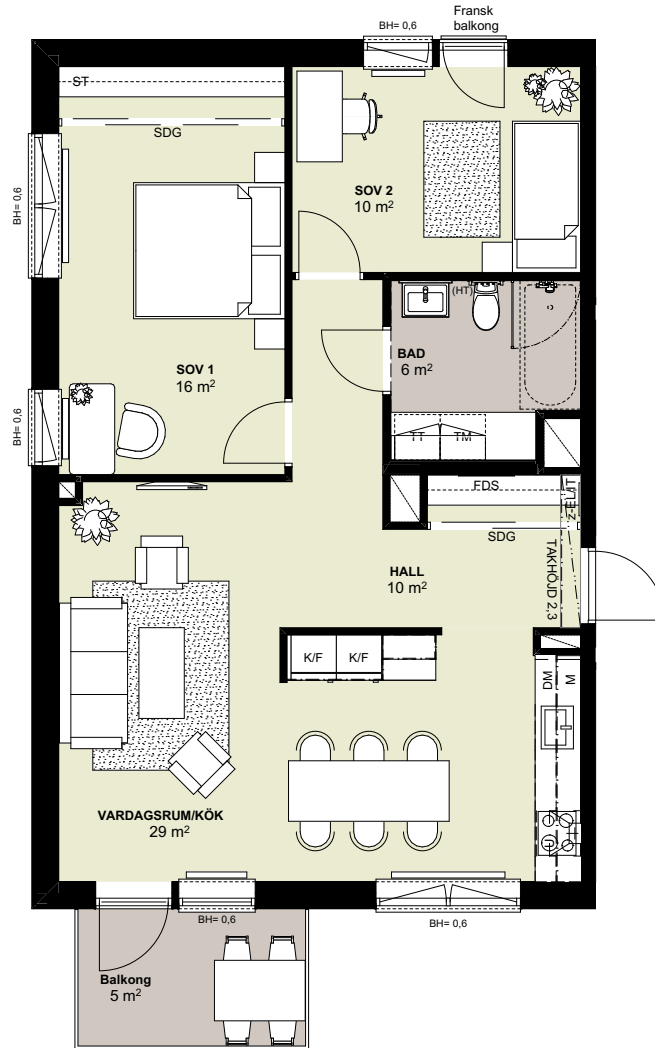 Fransk
balkong
BH= 0,6
ST
SDG
BH= 0,6
SOV 2
10 m²
(HT)
BAD
6 m²
SOV 1
16 m²
BH= 0,6
TT
TM
FDS
SDG
z-EL/IT
TAKHÖJD 2,3
HALL
10 m²
K/F
K/F
DM
M
VARDAGSRUM/KÖK
29 m²
U
BH= 0,6
BH= 0,6
Balkong
5 m²